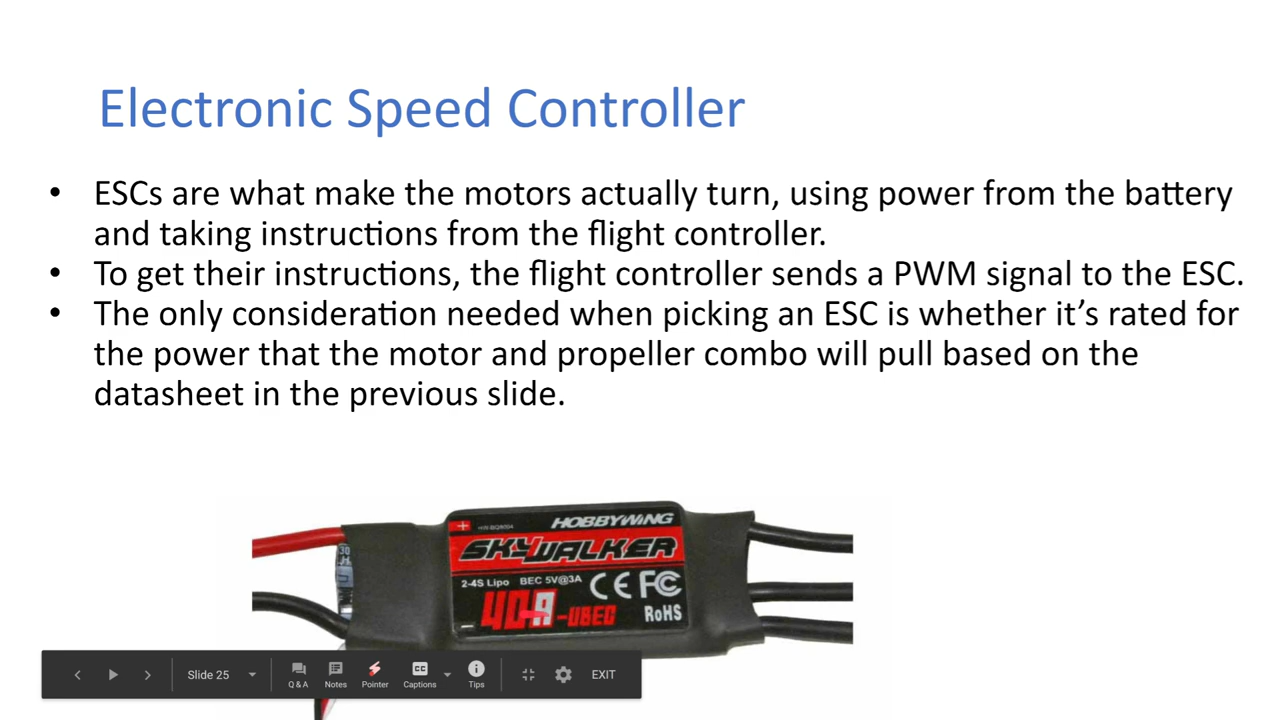 Electronic Speed Controller
• ESCs are what make the motors actually turn, using power from the battery
and taking instructions from the flight controller.
• To get their instructions, the flight controller sends a PWM signal to the ESC.
• The only consideration needed when picking an ESC is whether it’s rated for
the power that the motor and propeller combo will pull based on the
datasheet in the previous slide.
HOBBYWING
SKYWALKER
2-4S Lipo BEC 5V@3A CE FC
40A-UBEC RoHS
Slide 25
Q & A Notes Pointer Captions Tips
CC
EXIT